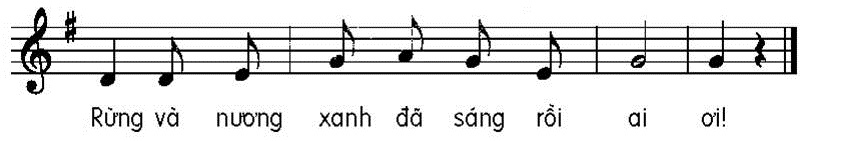 Rừng và nương xanh đã sáng rồi ai ơi!